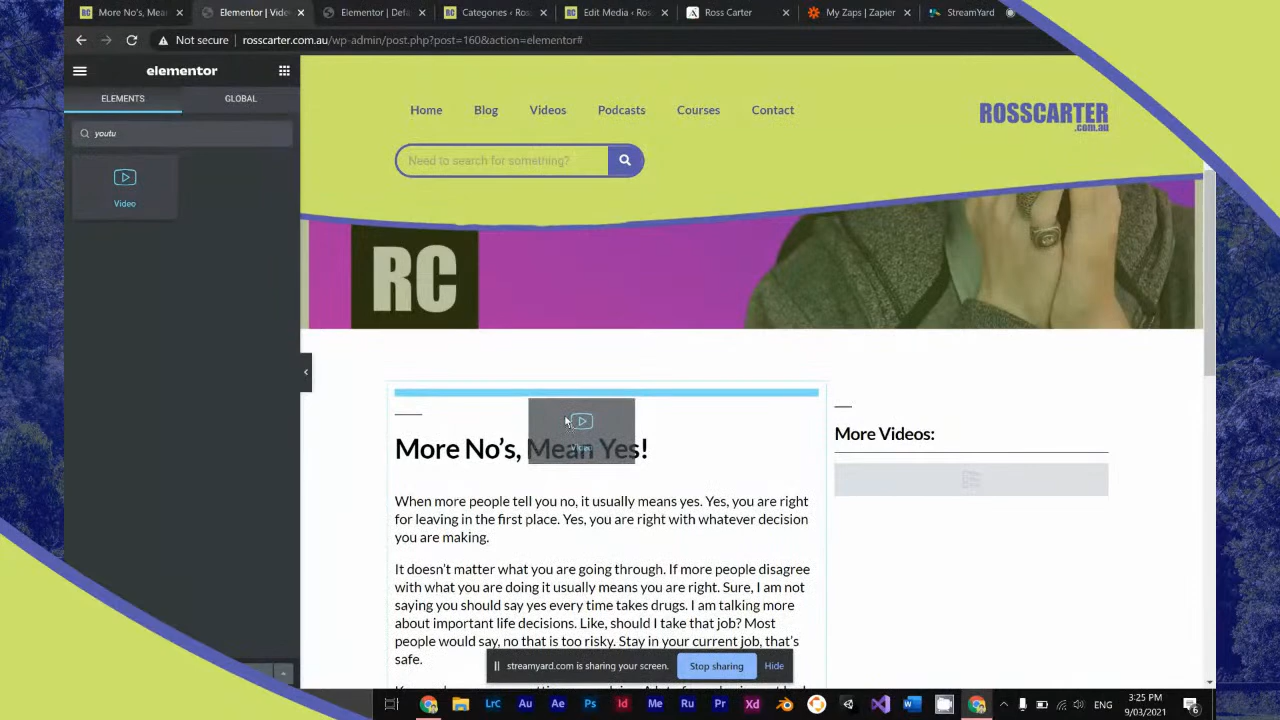 More No's, Mean
Elementor | Vide
Elementor | Defa
Categories ‹ Ros
Edit Media ‹ Ros
Ross Carter
My Zaps | Zapier
StreamYard
Not secure
rosscarter.com.au/wp-admin/post.php?post=160&action=elementor#
elementor
ELEMENTS
GLOBAL
youtu
Video
Home
Blog
Videos
Podcasts
Courses
Contact
Need to search for something?
ROSSCARTER
.com.au
RC
Video
More No's, Mean Yes!
When more people tell you no, it usually means yes. Yes, you are right
for leaving in the first place. Yes, you are right with whatever decision
you are making.
It doesn't matter what you are going through. If more people disagree
with what you are doing it usually means you are right. Sure, I am not
saying you should say yes every time takes drugs. I am talking more
about important life decisions. Like, should I take that job? Most
people would say, no that is too risky. Stay in your current job, that's
safe.
More Videos:
streamyard.com is sharing your screen.
Stop sharing
Hide
Lrc
Au
Ae
Ps
Id
Me
Ru
Pr
Xd
ENG
3:25 PM
9/03/2021
6